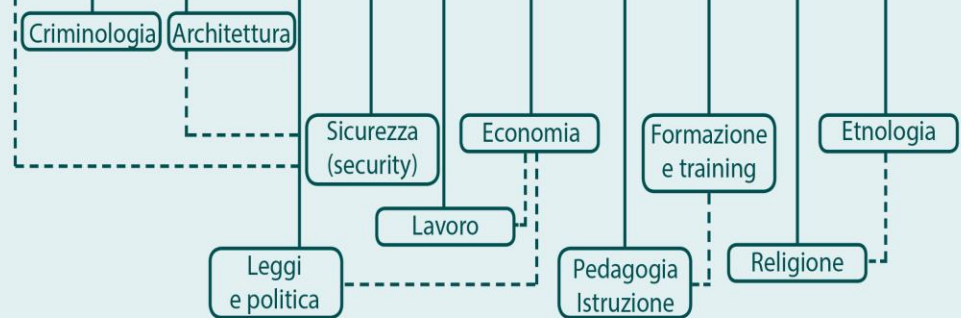 Criminologia
Architettura
Sicurezza
(security)
Economia
Formazione
e training
Etnologia
Lavoro
Leggi
e politica
Pedagogia
Istruzione
Religione